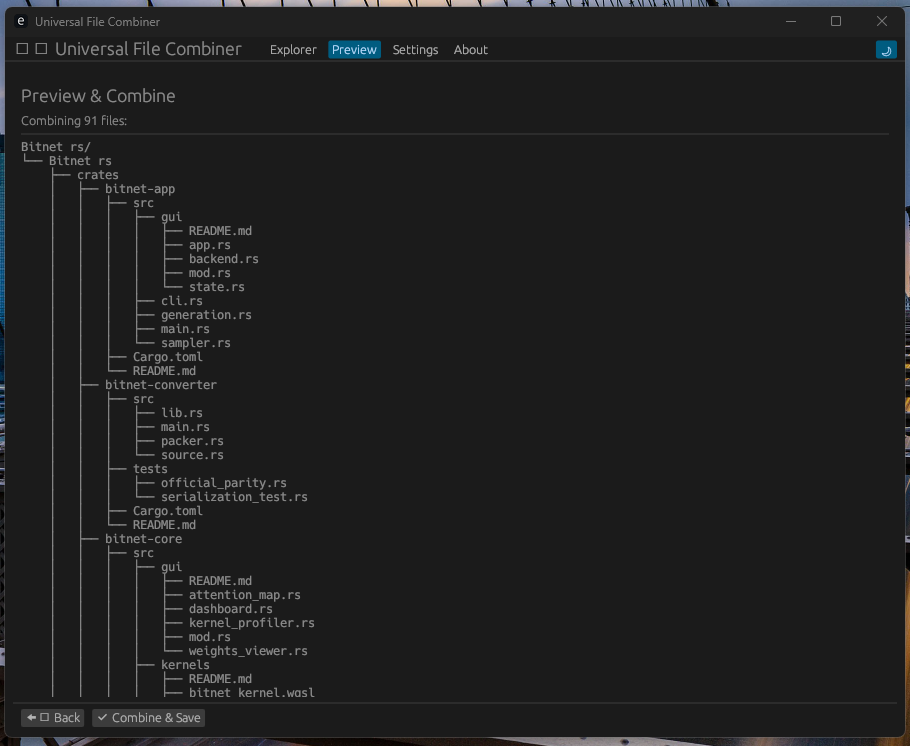 e Universal File Combiner
Universal File Combiner Explorer Preview Settings About
Preview & Combine
Combining 91 files:
Bitnet rs/
└── Bitnet rs
├── crates
├── bitnet-app
├── src
├── gui
├── README.md
├── app.rs
├── backend.rs
├── mod.rs
└── state.rs
├── cli.rs
├── generation.rs
├── main.rs
└── sampler.rs
├── Cargo.toml
└── README.md
├── bitnet-converter
├── src
├── lib.rs
├── main.rs
├── packer.rs
└── source.rs
├── tests
├── official_parity.rs
└── serialization_test.rs
├── Cargo.toml
└── README.md
├── bitnet-core
├── src
├── gui
├── README.md
├── attention_map.rs
├── dashboard.rs
├── kernel_profiler.rs
├── mod.rs
└── weights_viewer.rs
├── kernels
├── README.md
├── bitnet_kernel.wgsl
Back Combine & Save